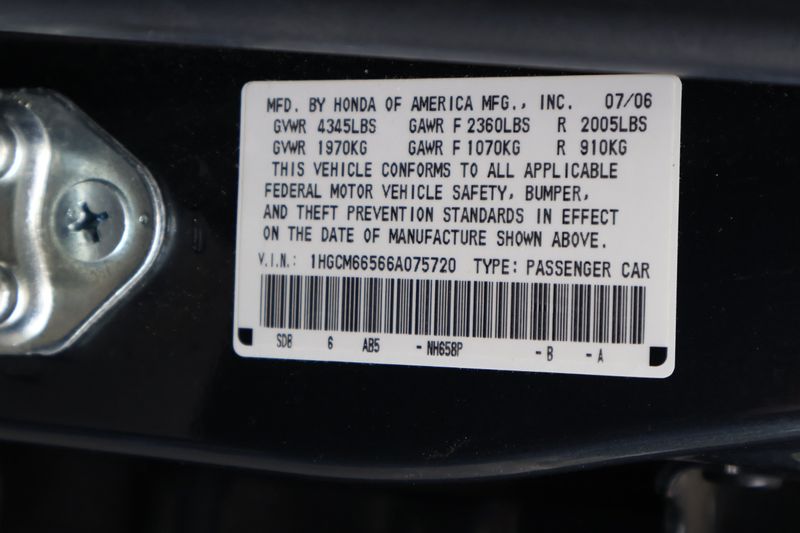 MFD. BY HONDA OF AMERICA MFG., INC. 07/06
GVWR 4345LBS GAWR F 2360LBS R 2005LBS
GVWR 1970KG GAWR F 1070KG R 910KG
THIS VEHICLE CONFORMS TO ALL APPLICABLE
FEDERAL MOTOR VEHICLE SAFETY, BUMPER,
AND THEFT PREVENTION STANDARDS IN EFFECT
ON THE DATE OF MANUFACTURE SHOWN ABOVE.
V.I.N.: 1HGCM66566A075720 TYPE: PASSENGER CAR
SDB 6 AB5 - NH658P - B - A